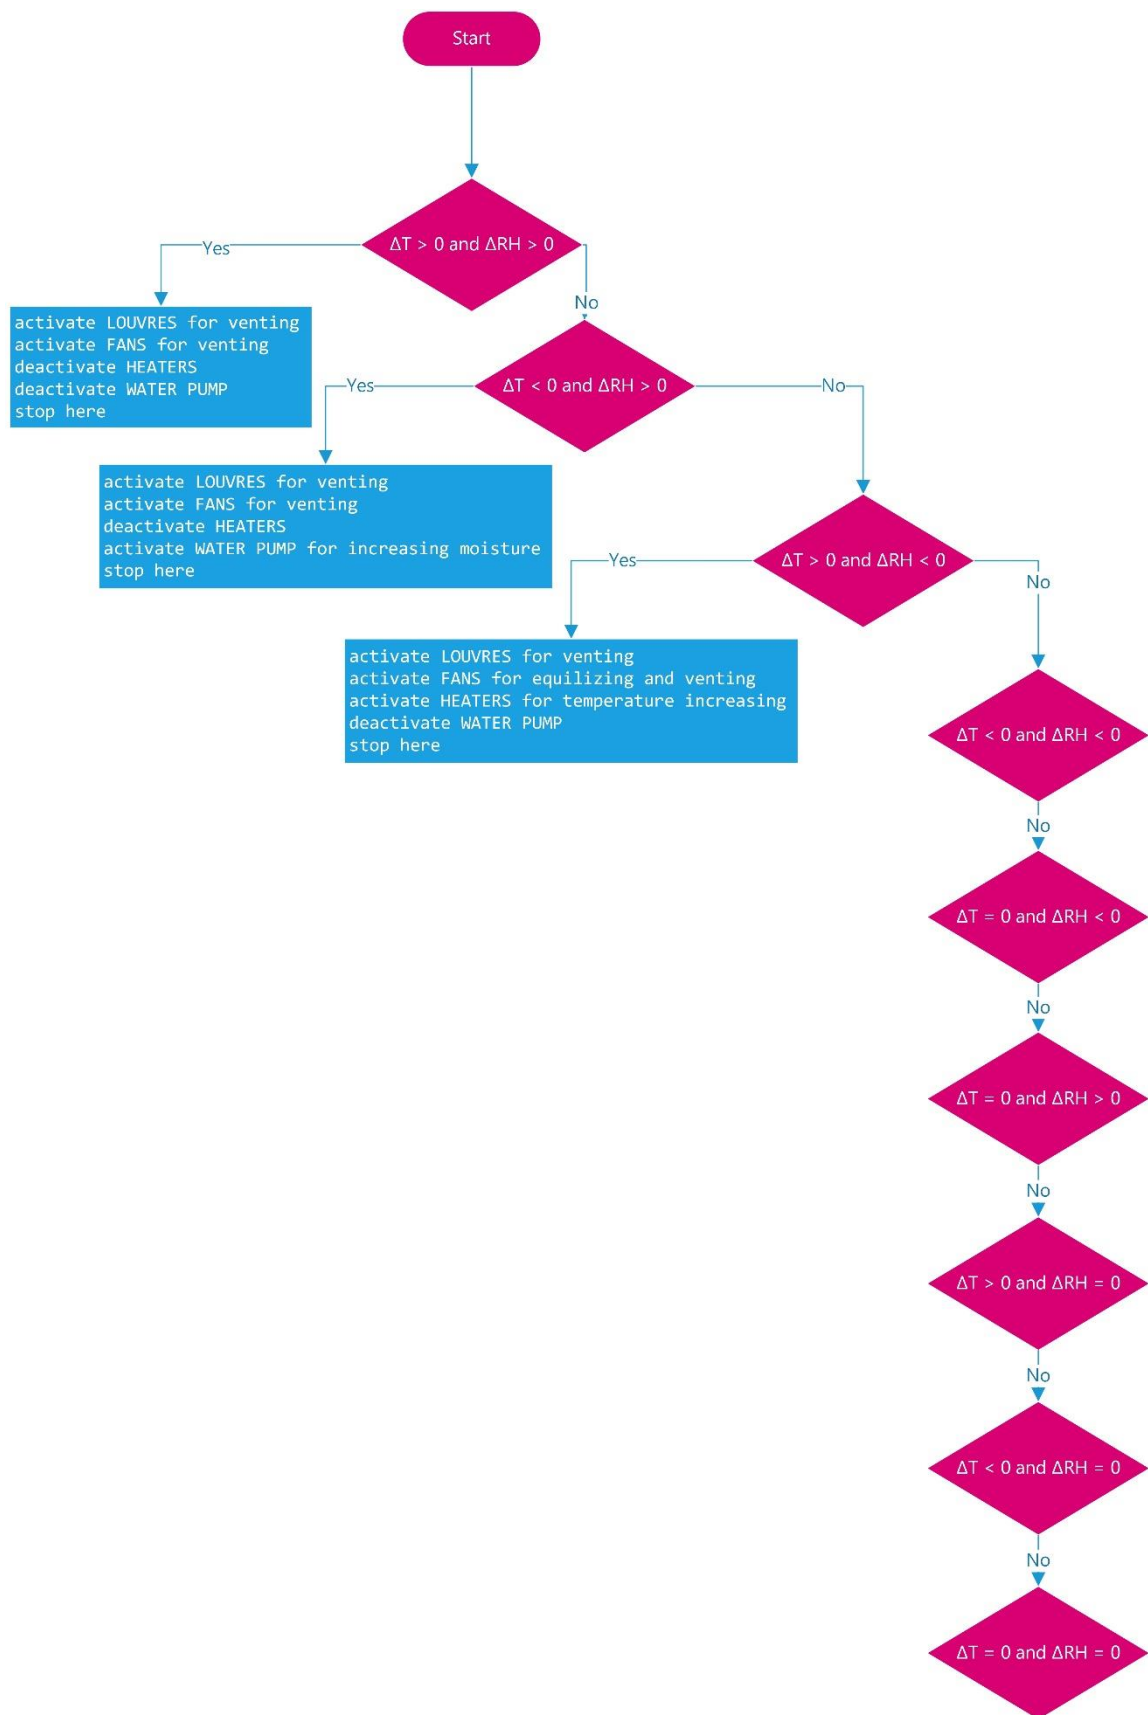 Start
ΔT > 0 and ΔRH > 0
Yes
No
activate LOUVRES for venting
activate FANS for venting
deactivate HEATERS
deactivate WATER PUMP
stop here
ΔT < 0 and ΔRH > 0
Yes
No
activate LOUVRES for venting
activate FANS for venting
deactivate HEATERS
activate WATER PUMP for increasing moisture
stop here
ΔT > 0 and ΔRH < 0
Yes
No
activate LOUVRES for venting
activate FANS for equilizing and venting
activate HEATERS for temperature increasing
deactivate WATER PUMP
stop here
ΔT < 0 and ΔRH < 0
No
ΔT = 0 and ΔRH < 0
No
ΔT = 0 and ΔRH > 0
No
ΔT > 0 and ΔRH = 0
No
ΔT < 0 and ΔRH = 0
No
ΔT = 0 and ΔRH = 0